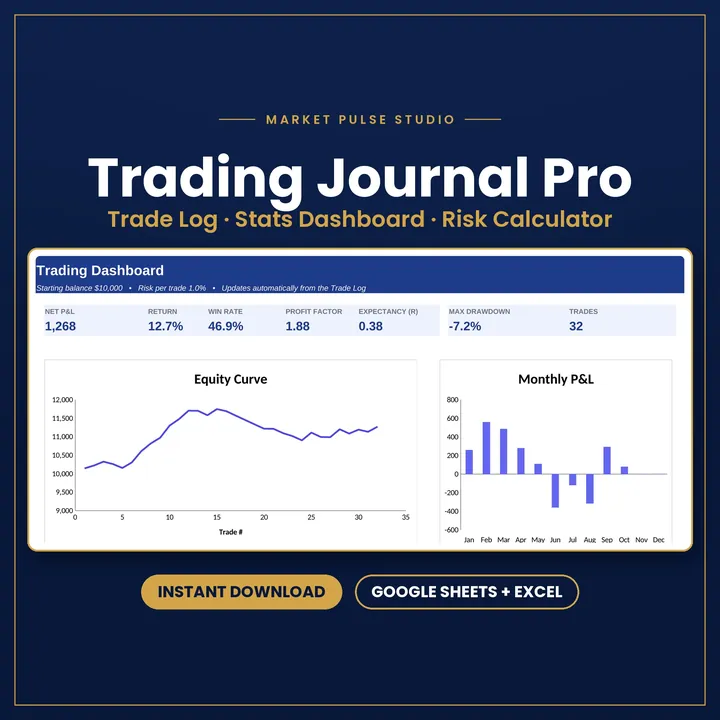 MARKET PULSE STUDIO
Trading Journal Pro
Trade Log · Stats Dashboard · Risk Calculator
Trading Dashboard
Starting balance $10,000 • Risk per trade 1.0% • Updates automatically from the Trade Log
NET P&L RETURN WIN RATE PROFIT FACTOR EXPECTANCY (R) MAX DRAWDOWN TRADES
1,268 12.7% 46.9% 1.88 0.38 -7.2% 32
Equity Curve
12,000
11,500
11,000
10,500
10,000
9,500
9,000
0 5 10 15 20 25 30 35
Trade #
Monthly P&L
800
600
400
200
0
-200
-400
-600
Jan Feb Mar Apr May Jun Jul Aug Sep Oct Nov Dec
INSTANT DOWNLOAD
GOOGLE SHEETS + EXCEL